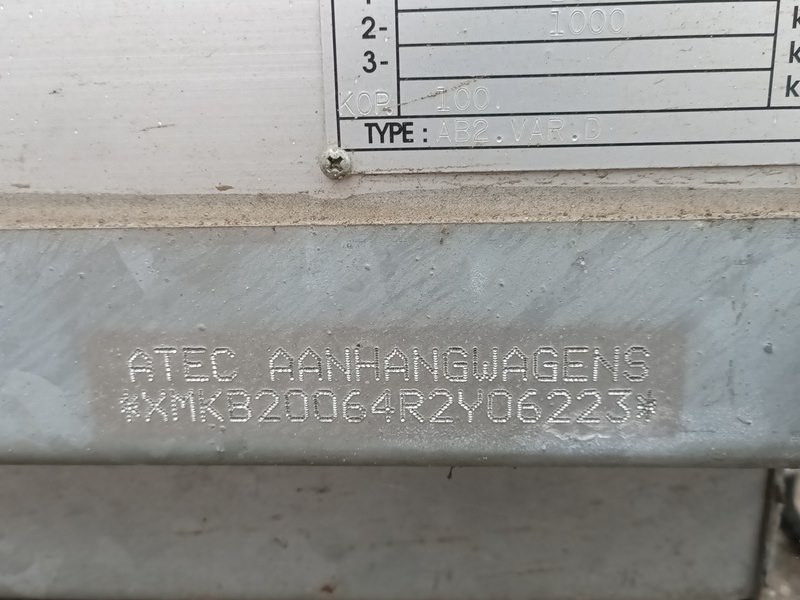 2- 1000 k
3- k
KOP 100. k
TYPE : AB2.VAR.D
ATEC AANHANGWAGENS
*XMKB20064R2Y06223*